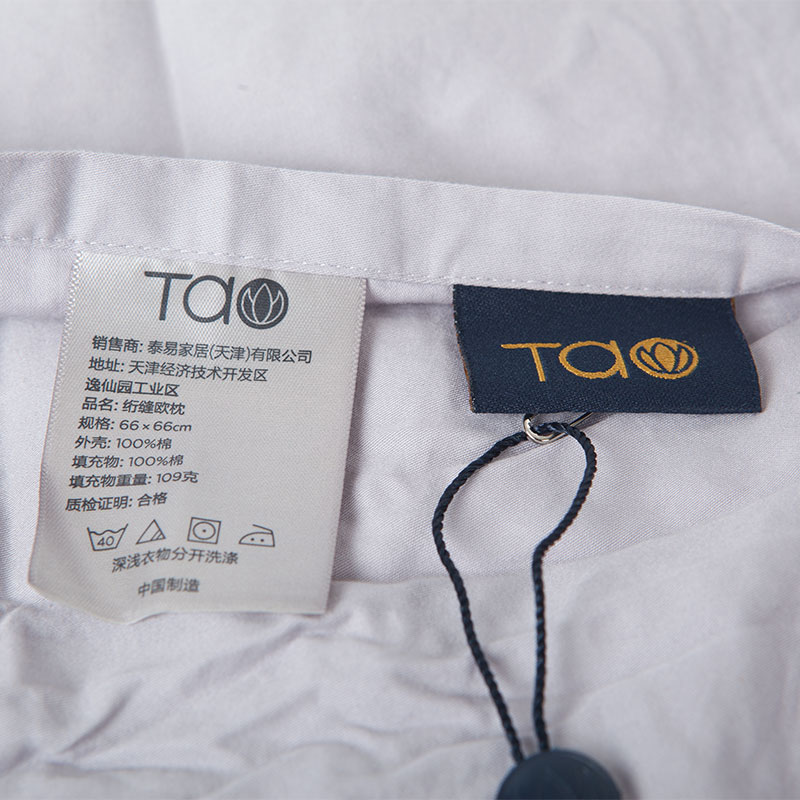 Tao
销售商: 泰易家居(天津)有限公司
地址: 天津经济技术开发区
逸仙园工业区
品名: 绗缝欧枕
规格: 66×66cm
外壳: 100%棉
填充物: 100%棉
填充物重量: 109克
质检证明: 合格
40
深浅衣物分开洗涤
中国制造
Tao